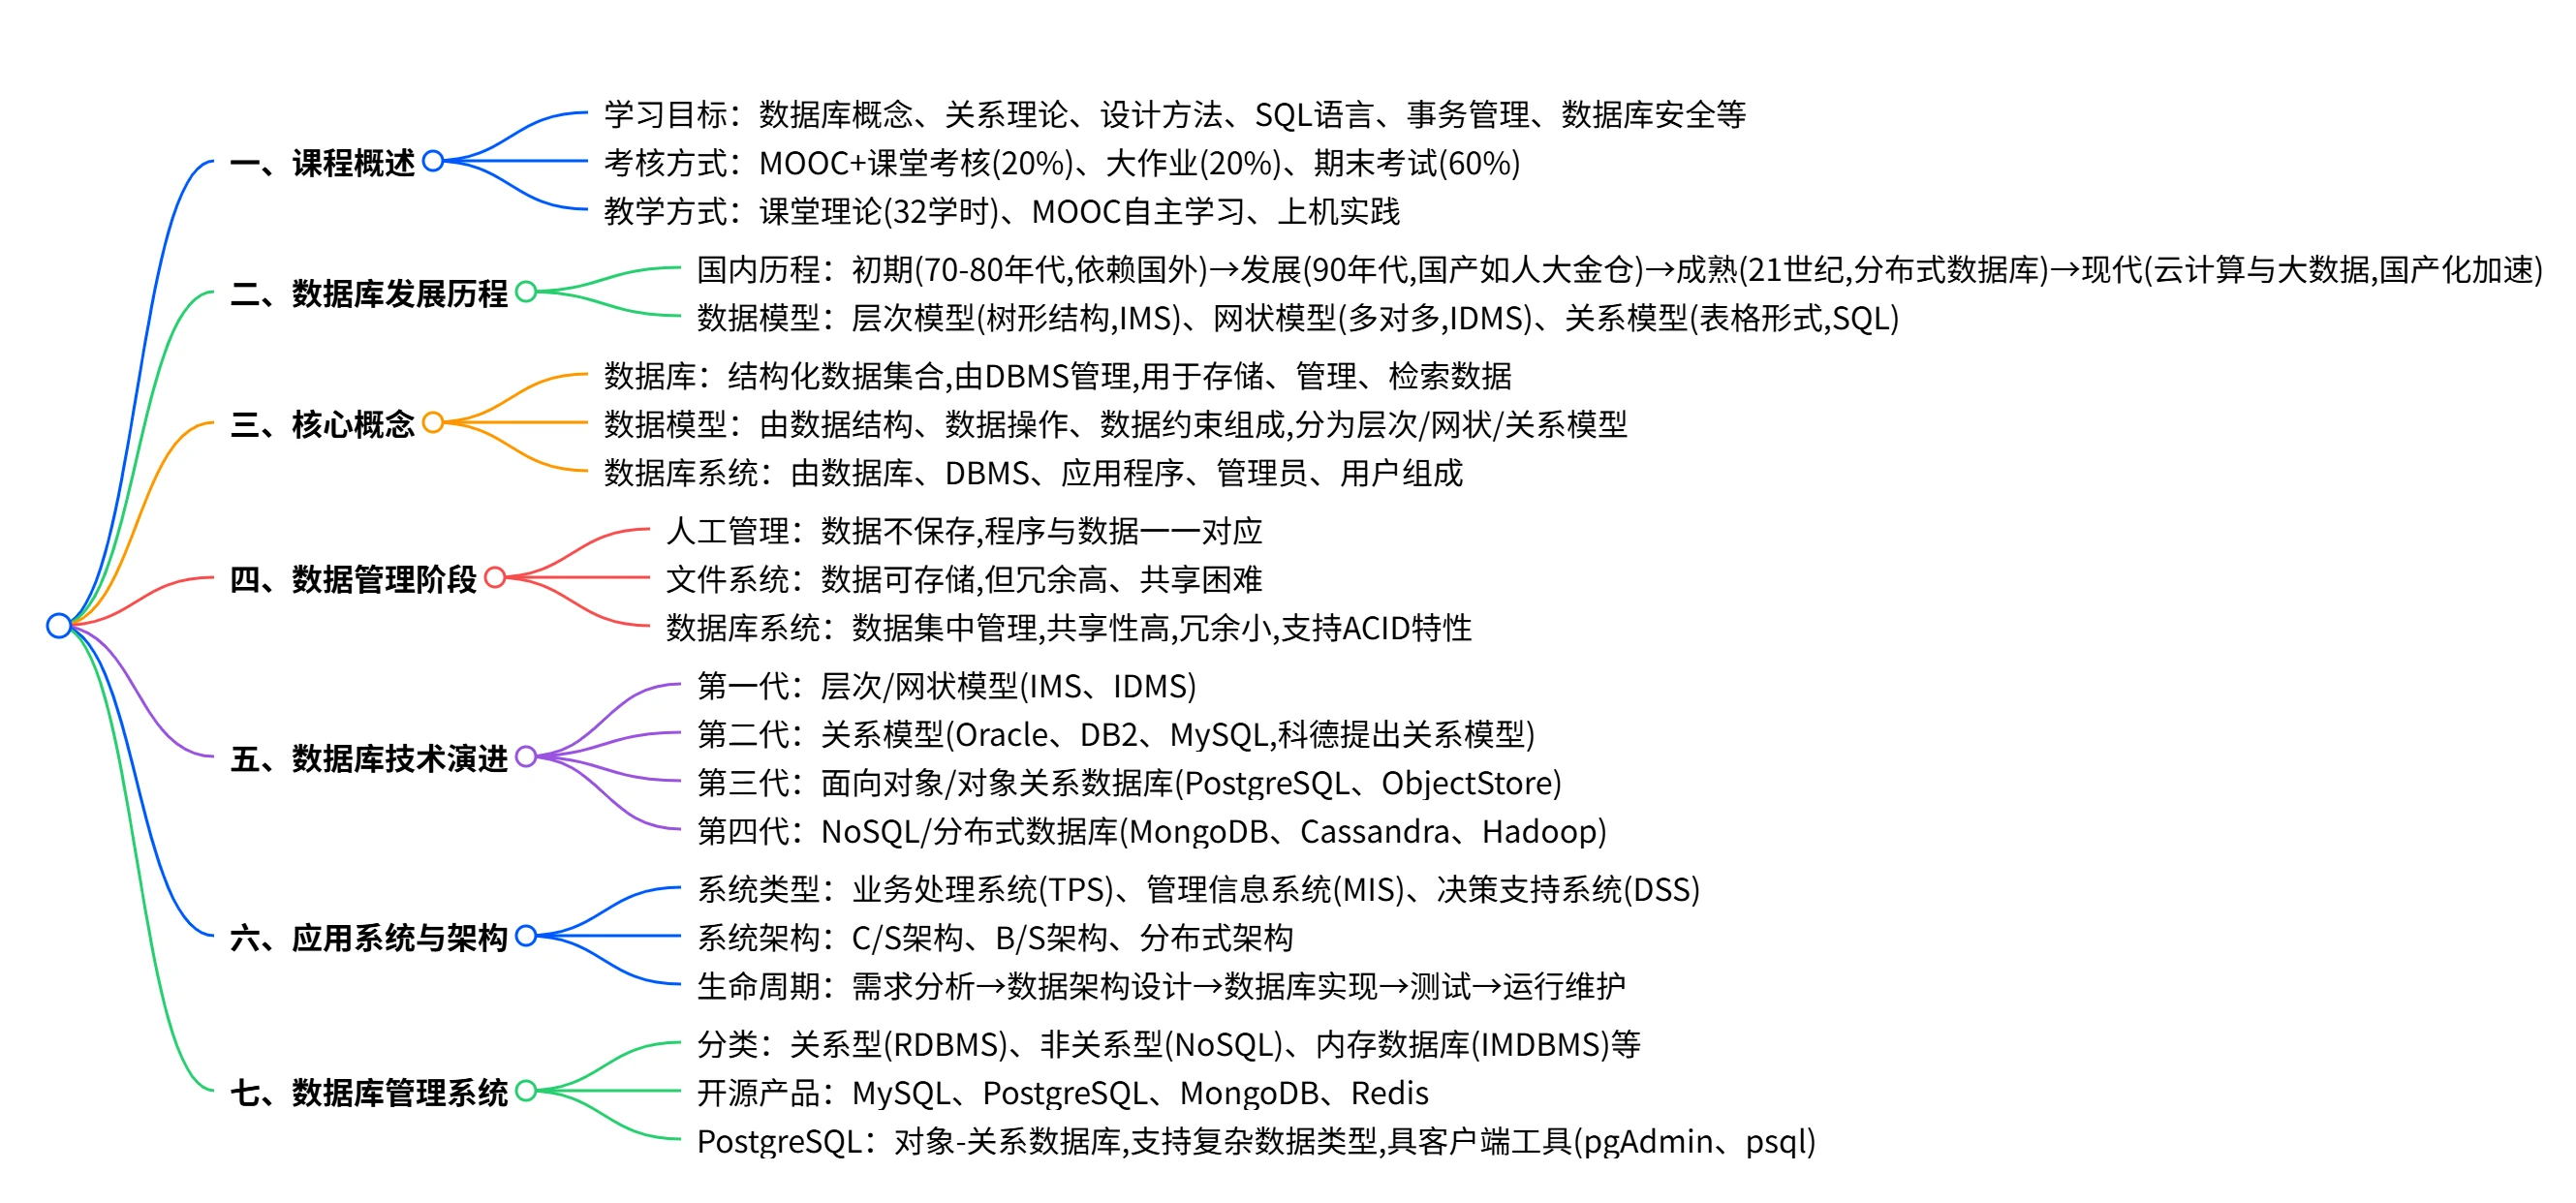 一、课程概述
学习目标：数据库概念、关系理论、设计方法、SQL语言、事务管理、数据库安全等
考核方式：MOOC+课堂考核(20%)、大作业(20%)、期末考试(60%)
教学方式：课堂理论(32学时)、MOOC自主学习、上机实践
二、数据库发展历程
国内历程：初期(70-80年代,依赖国外)→发展(90年代,国产如人大金仓)→成熟(21世纪,分布式数据库)→现代(云计算与大数据,国产化加速)
数据模型：层次模型(树形结构,IMS)、网状模型(多对多,IDMS)、关系模型(表格形式,SQL)
三、核心概念
数据库：结构化数据集合,由DBMS管理,用于存储、管理、检索数据
数据模型：由数据结构、数据操作、数据约束组成,分为层次/网状/关系模型
数据库系统：由数据库、DBMS、应用程序、管理员、用户组成
四、数据管理阶段
人工管理：数据不保存,程序与数据一一对应
文件系统：数据可存储,但冗余高、共享困难
数据库系统：数据集中管理,共享性高,冗余小,支持ACID特性
五、数据库技术演进
第一代：层次/网状模型(IMS、IDMS)
第二代：关系模型(Oracle、DB2、MySQL,科德提出关系模型)
第三代：面向对象/对象关系数据库(PostgreSQL、ObjectStore)
第四代：NoSQL/分布式数据库(MongoDB、Cassandra、Hadoop)
六、应用系统与架构
系统类型：业务处理系统(TPS)、管理信息系统(MIS)、决策支持系统(DSS)
系统架构：C/S架构、B/S架构、分布式架构
生命周期：需求分析→数据架构设计→数据库实现→测试→运行维护
七、数据库管理系统
分类：关系型(RDBMS)、非关系型(NoSQL)、内存数据库(IMDBMS)等
开源产品：MySQL、PostgreSQL、MongoDB、Redis
PostgreSQL：对象-关系数据库,支持复杂数据类型,具客户端工具(pgAdmin、psql)